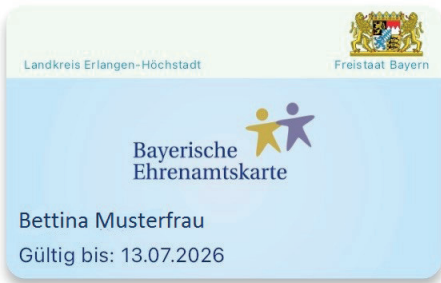 Landkreis Erlangen-Höchstadt
Freistaat Bayern
Bayerische
Ehrenamtskarte
Bettina Musterfrau
Gültig bis: 13.07.2026